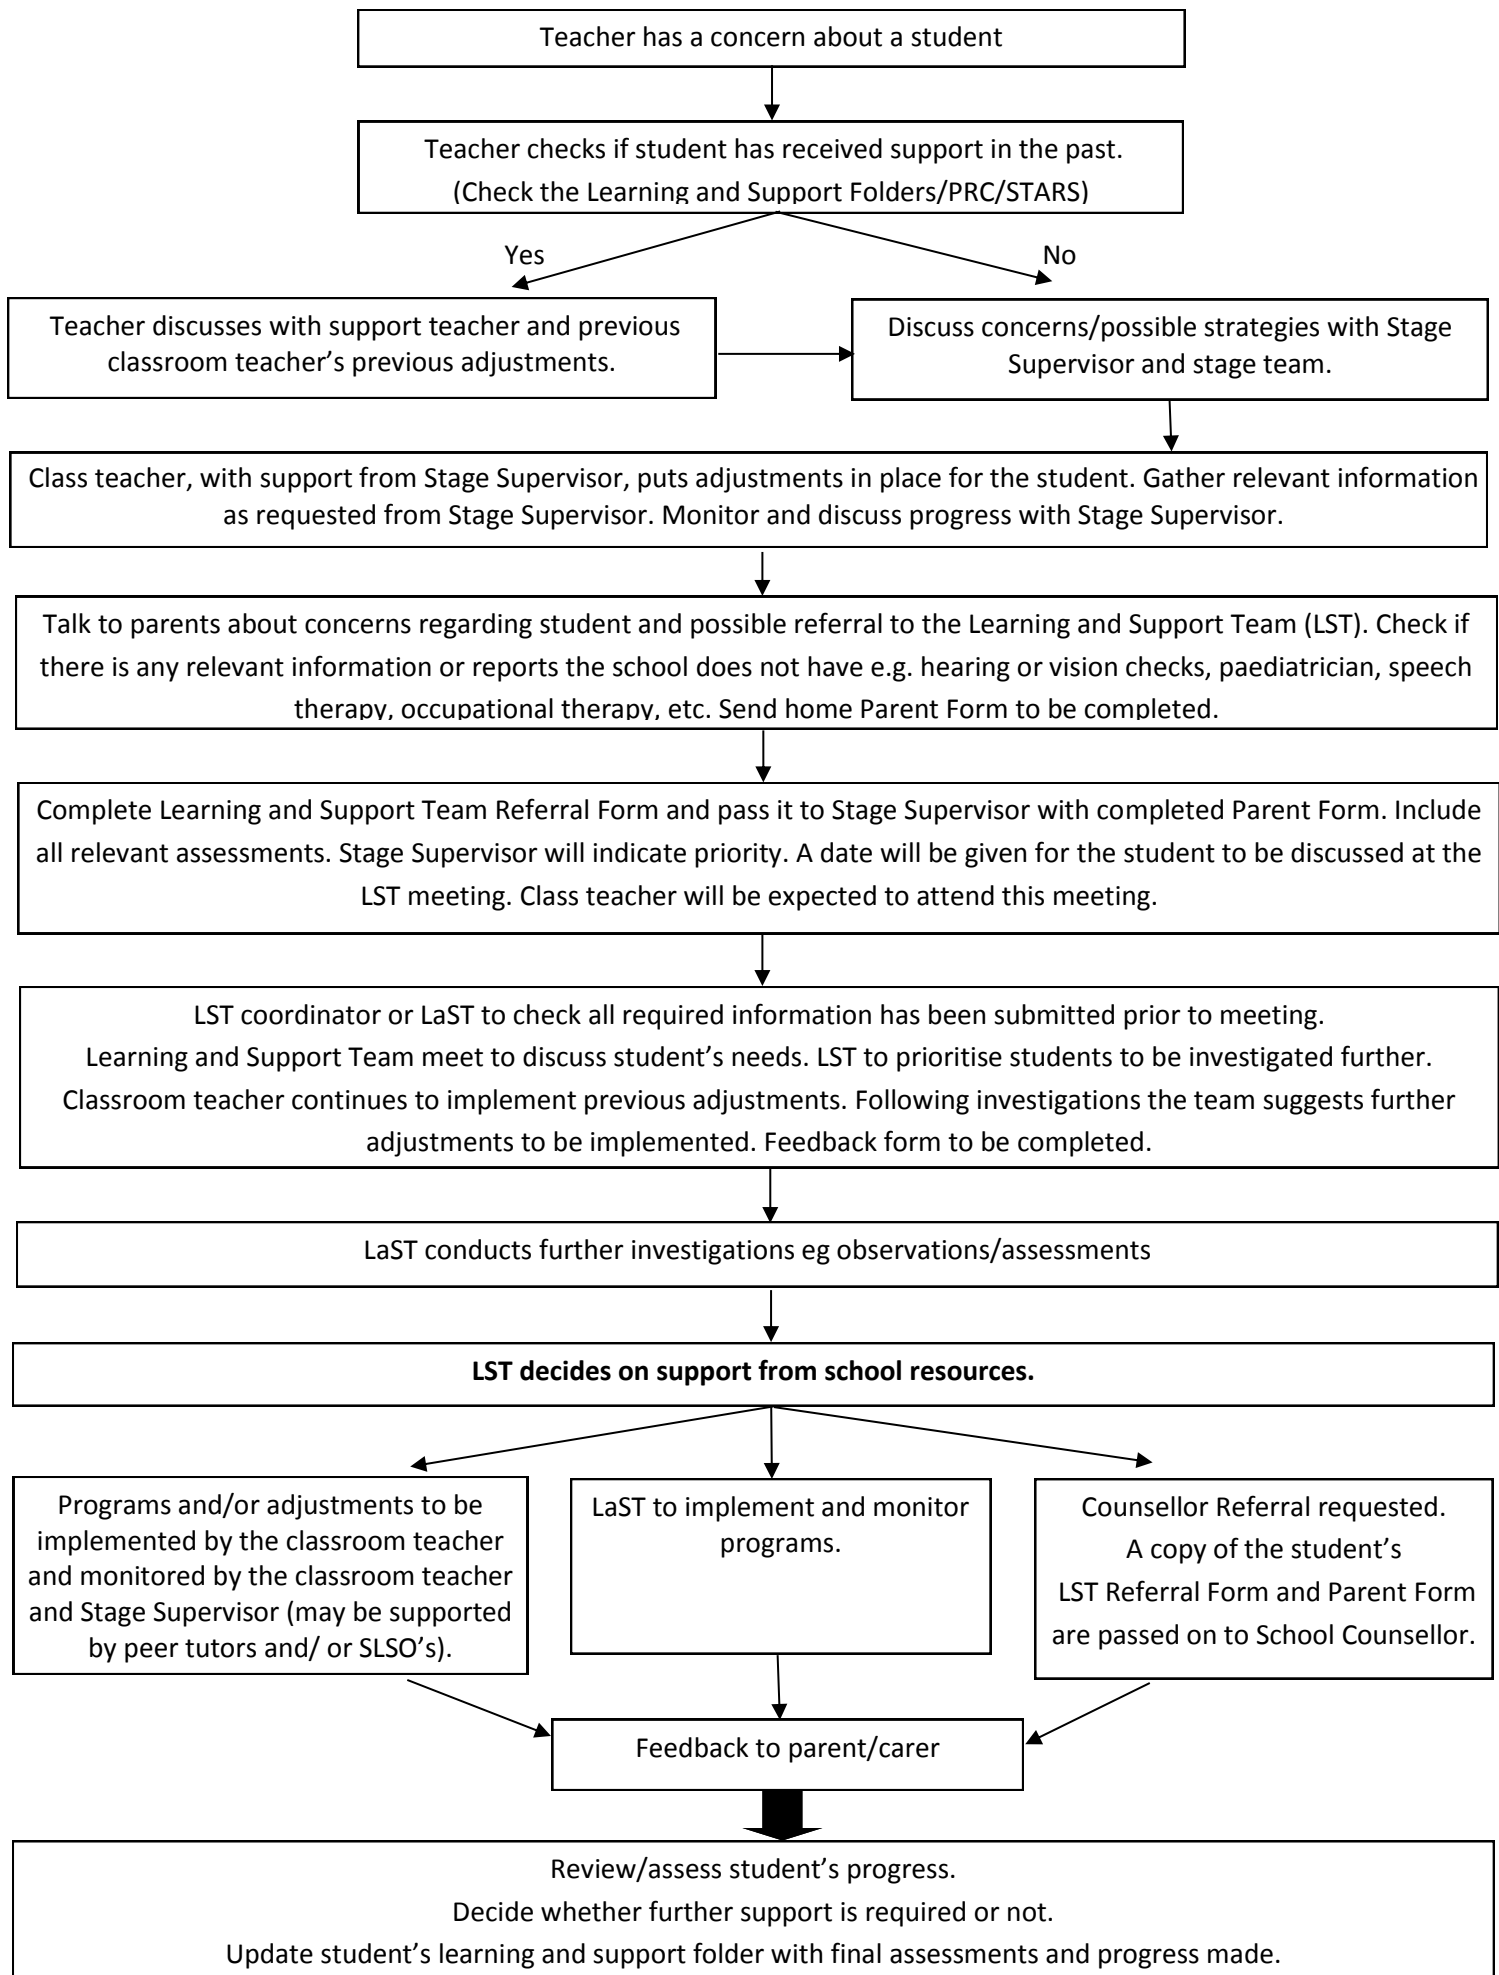 Teacher has a concern about a student
Teacher checks if student has received support in the past.
(Check the Learning and Support Folders/PRC/STARS)
Yes
No
Teacher discusses with support teacher and previous
classroom teacher’s previous adjustments.
Discuss concerns/possible strategies with Stage
Supervisor and stage team.
Class teacher, with support from Stage Supervisor, puts adjustments in place for the student. Gather relevant information
as requested from Stage Supervisor. Monitor and discuss progress with Stage Supervisor.
Talk to parents about concerns regarding student and possible referral to the Learning and Support Team (LST). Check if
there is any relevant information or reports the school does not have e.g. hearing or vision checks, paediatrician, speech
therapy, occupational therapy, etc. Send home Parent Form to be completed.
Complete Learning and Support Team Referral Form and pass it to Stage Supervisor with completed Parent Form. Include
all relevant assessments. Stage Supervisor will indicate priority. A date will be given for the student to be discussed at the
LST meeting. Class teacher will be expected to attend this meeting.
LST coordinator or LaST to check all required information has been submitted prior to meeting.
Learning and Support Team meet to discuss student’s needs. LST to prioritise students to be investigated further.
Classroom teacher continues to implement previous adjustments. Following investigations the team suggests further
adjustments to be implemented. Feedback form to be completed.
LaST conducts further investigations eg observations/assessments
LST decides on support from school resources.
Programs and/or adjustments to be
implemented by the classroom teacher
and monitored by the classroom teacher
and Stage Supervisor (may be supported
by peer tutors and/ or SLSO’s).
LaST to implement and monitor
programs.
Counsellor Referral requested.
A copy of the student’s
LST Referral Form and Parent Form
are passed on to School Counsellor.
Feedback to parent/carer
Review/assess student’s progress.
Decide whether further support is required or not.
Update student’s learning and support folder with final assessments and progress made.